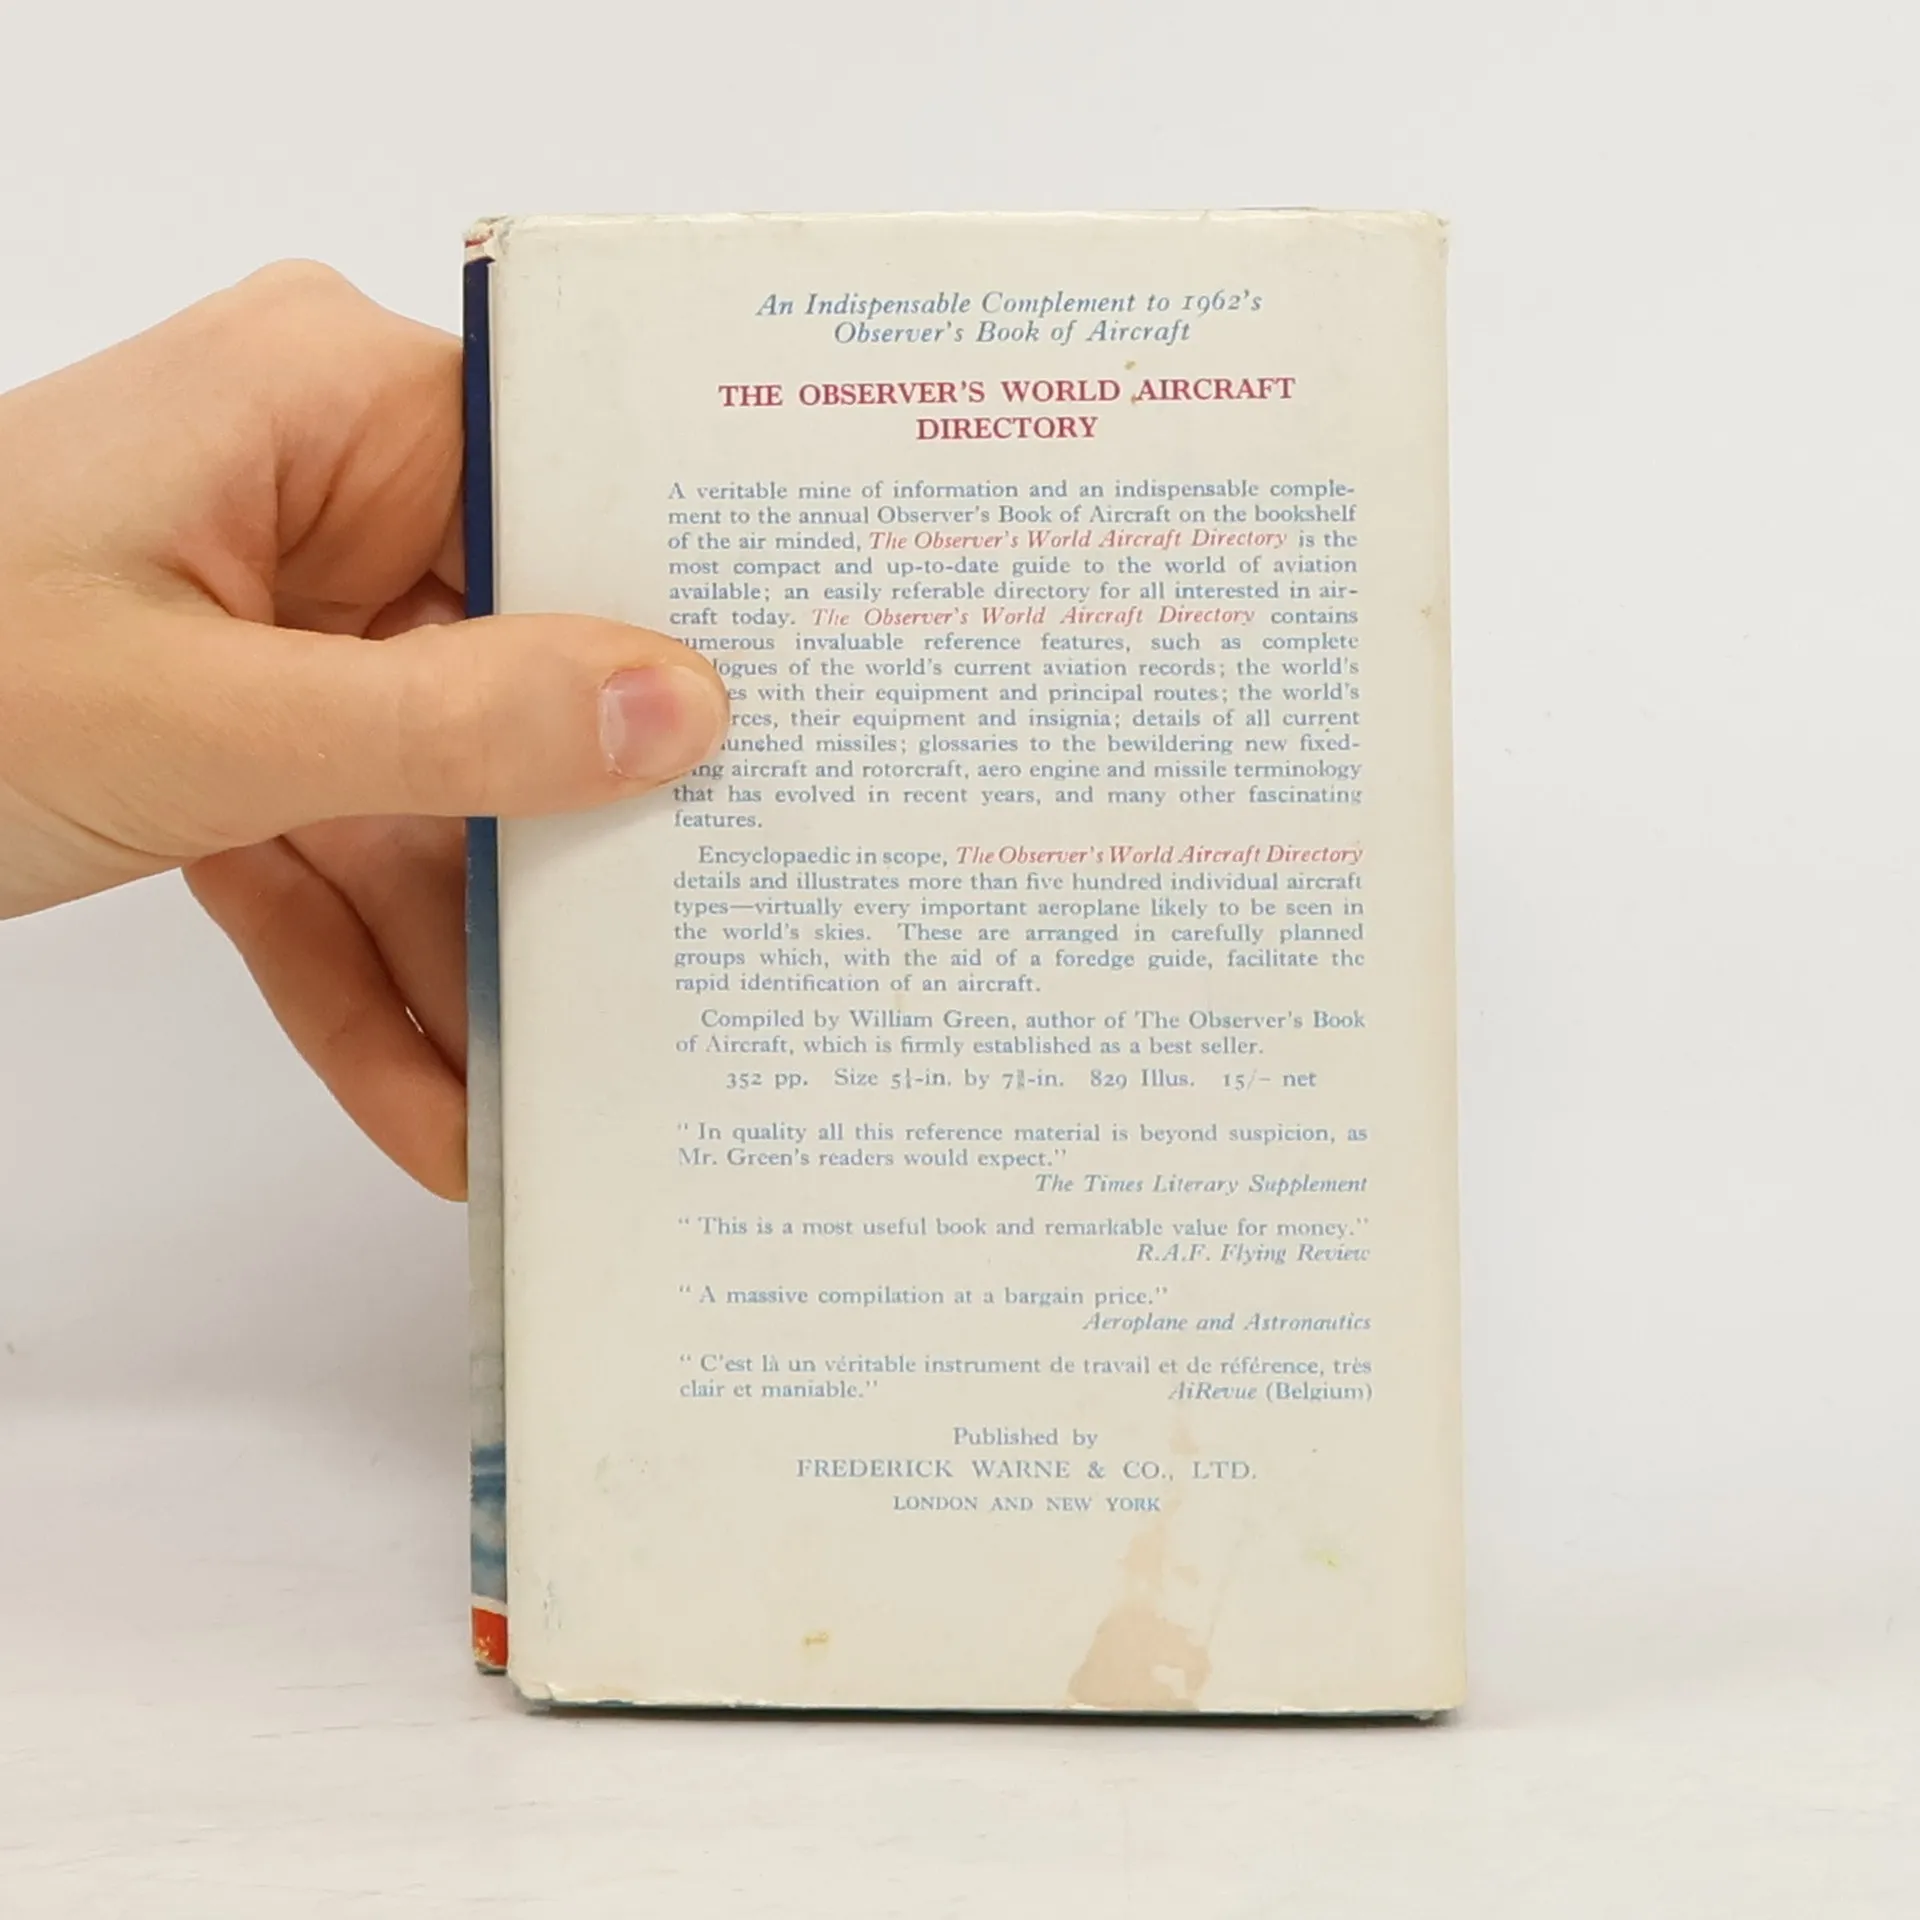 An Indispensable Complement to 1962's
Observer's Book of Aircraft
THE OBSERVER'S WORLD AIRCRAFT
DIRECTORY
A veritable mine of information and an indispensable comple-
ment to the annual Observer's Book of Aircraft on the bookshelf
of the air minded, The Observer's World Aircraft Directory is the
most compact and up-to-date guide to the world of aviation
available; an easily referable directory for all interested in air-
craft today. The Observer's World Aircraft Directory contains
numerous invaluable reference features, such as complete
logues of the world's current aviation records; the world's
es with their equipment and principal routes; the world's
rces, their equipment and insignia; details of all current
unched missiles; glossaries to the bewildering new fixed-
ing aircraft and rotorcraft, aero engine and missile terminology
that has evolved in recent years, and many other fascinating
features.
Encyclopaedic in scope, The Observer's World Aircraft Directory
details and illustrates more than five hundred individual aircraft
types—virtually every important aeroplane likely to be seen in
the world's skies. These are arranged in carefully planned
groups which, with the aid of a foredge guide, facilitate the
rapid identification of an aircraft.
Compiled by William Green, author of The Observer's Book
of Aircraft, which is firmly established as a best seller.
352 pp. Size in. by in. 829 Illus. 15/- net
"In quality all this reference material is beyond suspicion, as
Mr. Green's readers would expect."
The Times Literary Supplement
"This is a most useful book and remarkable value for money."
R.A.F. Flying Review
"A massive compilation at a bargain price."
Aeroplane and Astronautics
"C'est là un véritable instrument de travail et de référence, très
clair et maniable." AiRevue (Belgium)
Published by
FREDERICK WARNE & CO., LTD.
LONDON AND NEW YORK